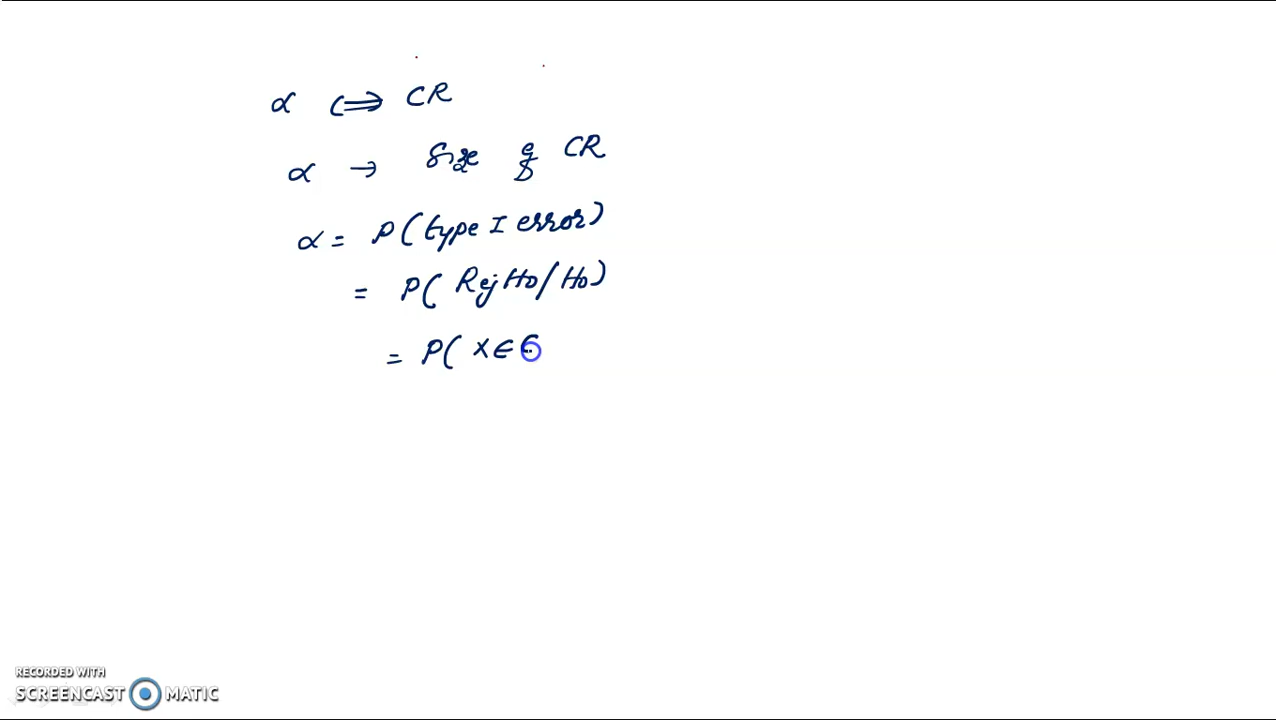 α ⟺ CR
α → Size of CR
α = P(type I error)
= P(Rej H0/H0)
= P( X ∈ C
RECORDED WITH
SCREENCAST MATIC